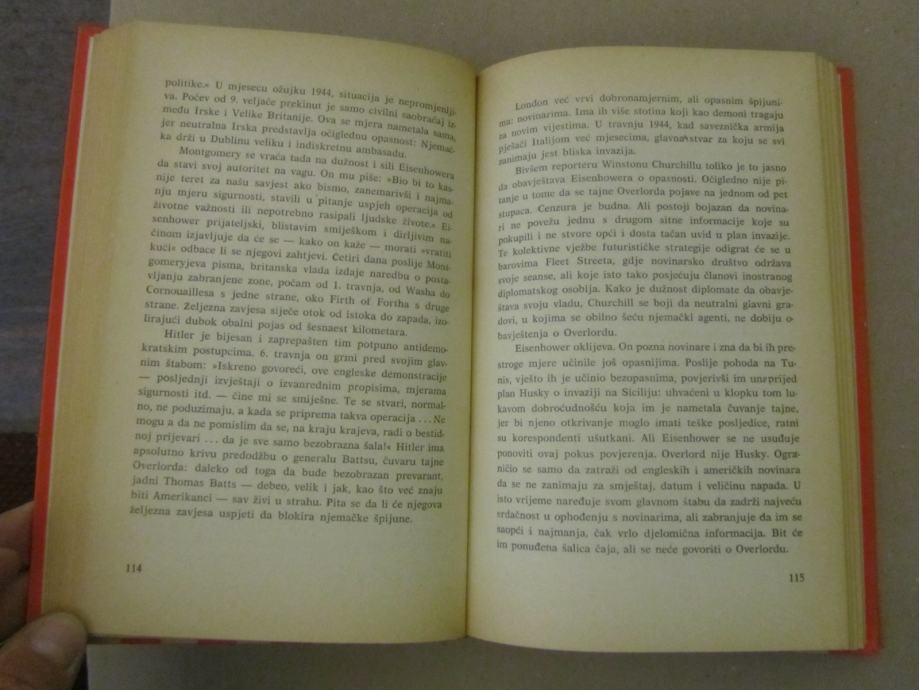 politike.« U mjesecu ožujku 1944, situacija je nepromjenlji-
va. Počev od 9. veljače prekinut je samo civilni saobraćaj iz-
među Irske i Velike Britanije. Ova se mjera nametala sama,
jer neutralna Irska predstavlja očiglednu opasnost: Njemač-
ka drži u Dublinu veliku i indiskretnu ambasadu.
Montgomery se vraća tada na dužnost i sili Eisenhowera
da stavi svoj autoritet na vagu. On mu piše: »Bio bi to kas-
nije teret za našu savjest ako bismo, zanemarivši i najma-
nju mjeru sigurnosti, stavili u pitanje uspjeh operacija od
životne važnosti ili nepotrebno rasipali ljudske živote.« Ei-
senhower prijateljski, blistavim smiješkom i dirljivim na-
činom izjavljuje da će se — kako on kaže — morati »vratiti
kući« odbace li se njegovi zahtjevi. Četiri dana poslije Mont-
gomeryjeva pisma, britanska vlada izdaje naredbu o posta-
vljanju zabranjene zone, počam od 1. travnja, od Washa do
Cornouaillesa s jedne strane, oko Firth of Fortha s druge
strane. Željezna zavjesa siječe otok od istoka do zapada, izo-
lirajući dubok obalni pojas od šesnaest kilometara.
Hitler je bijesan i zaprepašten tim potpuno antidemo-
kratskim postupcima. 6. travnja on grmi pred svojim glav-
nim štabom: »Iskreno govoreći, ove engleske demonstracije
— posljednji izvještaji o izvanrednim propisima, mjerama
sigurnosti itd. — čine mi se smiješne. Te se stvari, normal-
no, ne poduzimaju, a kada se priprema takva operacija ... Ne
mogu a da ne pomislim da se, na kraju krajeva, radi o bestid-
noj prijevari ... da je sve samo bezobrazna šala!« Hitler ima
apsolutno krivu predodžbu o generalu Battsu, čuvaru tajne
Overlorda: daleko od toga da bude bezobrazan prevarant,
jadni Thomas Batts — debeo, velik i jak, kao što već znaju
biti Amerikanci — sav živi u strahu. Pita se da li će njegova
željezna zavjesa uspjeti da blokira njemačke špijune.
114
London već vrvi dobronamjernim, ali opasnim špijuni-
ma: novinarima. Ima ih više stotina koji kao demoni tragaju
za novim vijestima. U travnju 1944, kad saveznička armija
pješači Italijom već mjesecima, glavna stvar za koju se svi
zanimaju jest bliska invazija.
Bivšem reporteru Winstonu Churchillu toliko je to jasno
da obavještava Eisenhowera o opasnosti. Očigledno nije pi-
tanje u tome da se tajne Overlorda pojave na jednom od pet
stupaca. Cenzura je budna. Ali postoji bojazan da novina-
ri ne povežu jednu s drugom sitne informacije koje su
pokupili i ne stvore opći i dosta tačan uvid u plan invazije.
Te kolektivne vježbe futurističke strategije odigrat će se u
barovima Fleet Streeta, gdje novinarsko društvo održava
svoje seanse, ali koje isto tako posjećuju članovi inostranog
diplomatskog osoblja. Kako je dužnost diplomate da obavje-
štava svoju vladu, Churchill se boji da neutralni glavni gra-
dovi, u kojima se obilno šeću njemački agenti, ne dobiju o-
bavještenja o Overlordu.
Eisenhower oklijeva. On pozna novinare i zna da bi ih pre-
stroge mjere učinile još opasnijima. Poslije pohoda na Tu-
nis, vješto ih je učinio bezopasnima, povjerivši im unaprijed
plan Husky o invaziji na Siciliju: uhvaćeni u klopku tom lu-
kavom dobroćudnošću koja im je nametala čuvanje tajne,
jer bi njeno otkrivanje moglo imati teške posljedice, ratni
su korespondenti ušutkani. Ali Eisenhower se ne usuđuje
ponoviti ovaj pokus povjerenja. Overlord nije Husky. Ogra-
ničio se samo da zatraži od engleskih i američkih novinara
da se ne zanimaju za smještaj, datum i veličinu napada. U
isto vrijeme naređuje svom glavnom štabu da zadrži najveću
srdačnost u ophođenju s novinarima, ali zabranjuje da im se
saopći i najmanja, čak vrlo djelomična informacija. Bit će
im ponuđena šalica čaja, ali se neće govoriti o Overlordu.
115